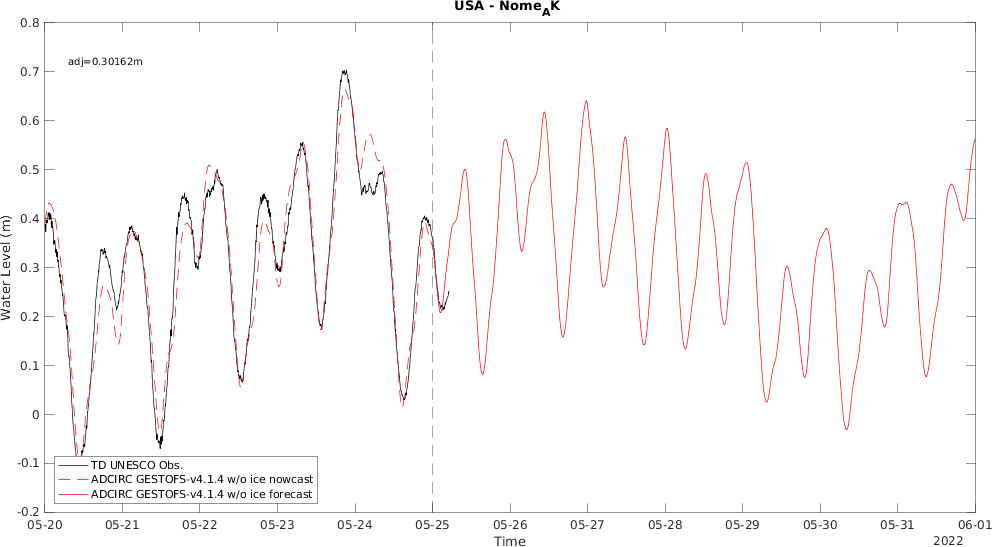 USA - Nome_AK
adj=0.30162m
0.8
0.7
0.6
0.5
0.4
0.3
0.2
0.1
0
-0.1
-0.2
Water Level (m)
TD UNESCO Obs.
ADCIRC GESTOFS-v4.1.4 w/o ice nowcast
ADCIRC GESTOFS-v4.1.4 w/o ice forecast
05-20 05-21 05-22 05-23 05-24 05-25 05-26 05-27 05-28 05-29 05-30 05-31 06-01
Time
2022